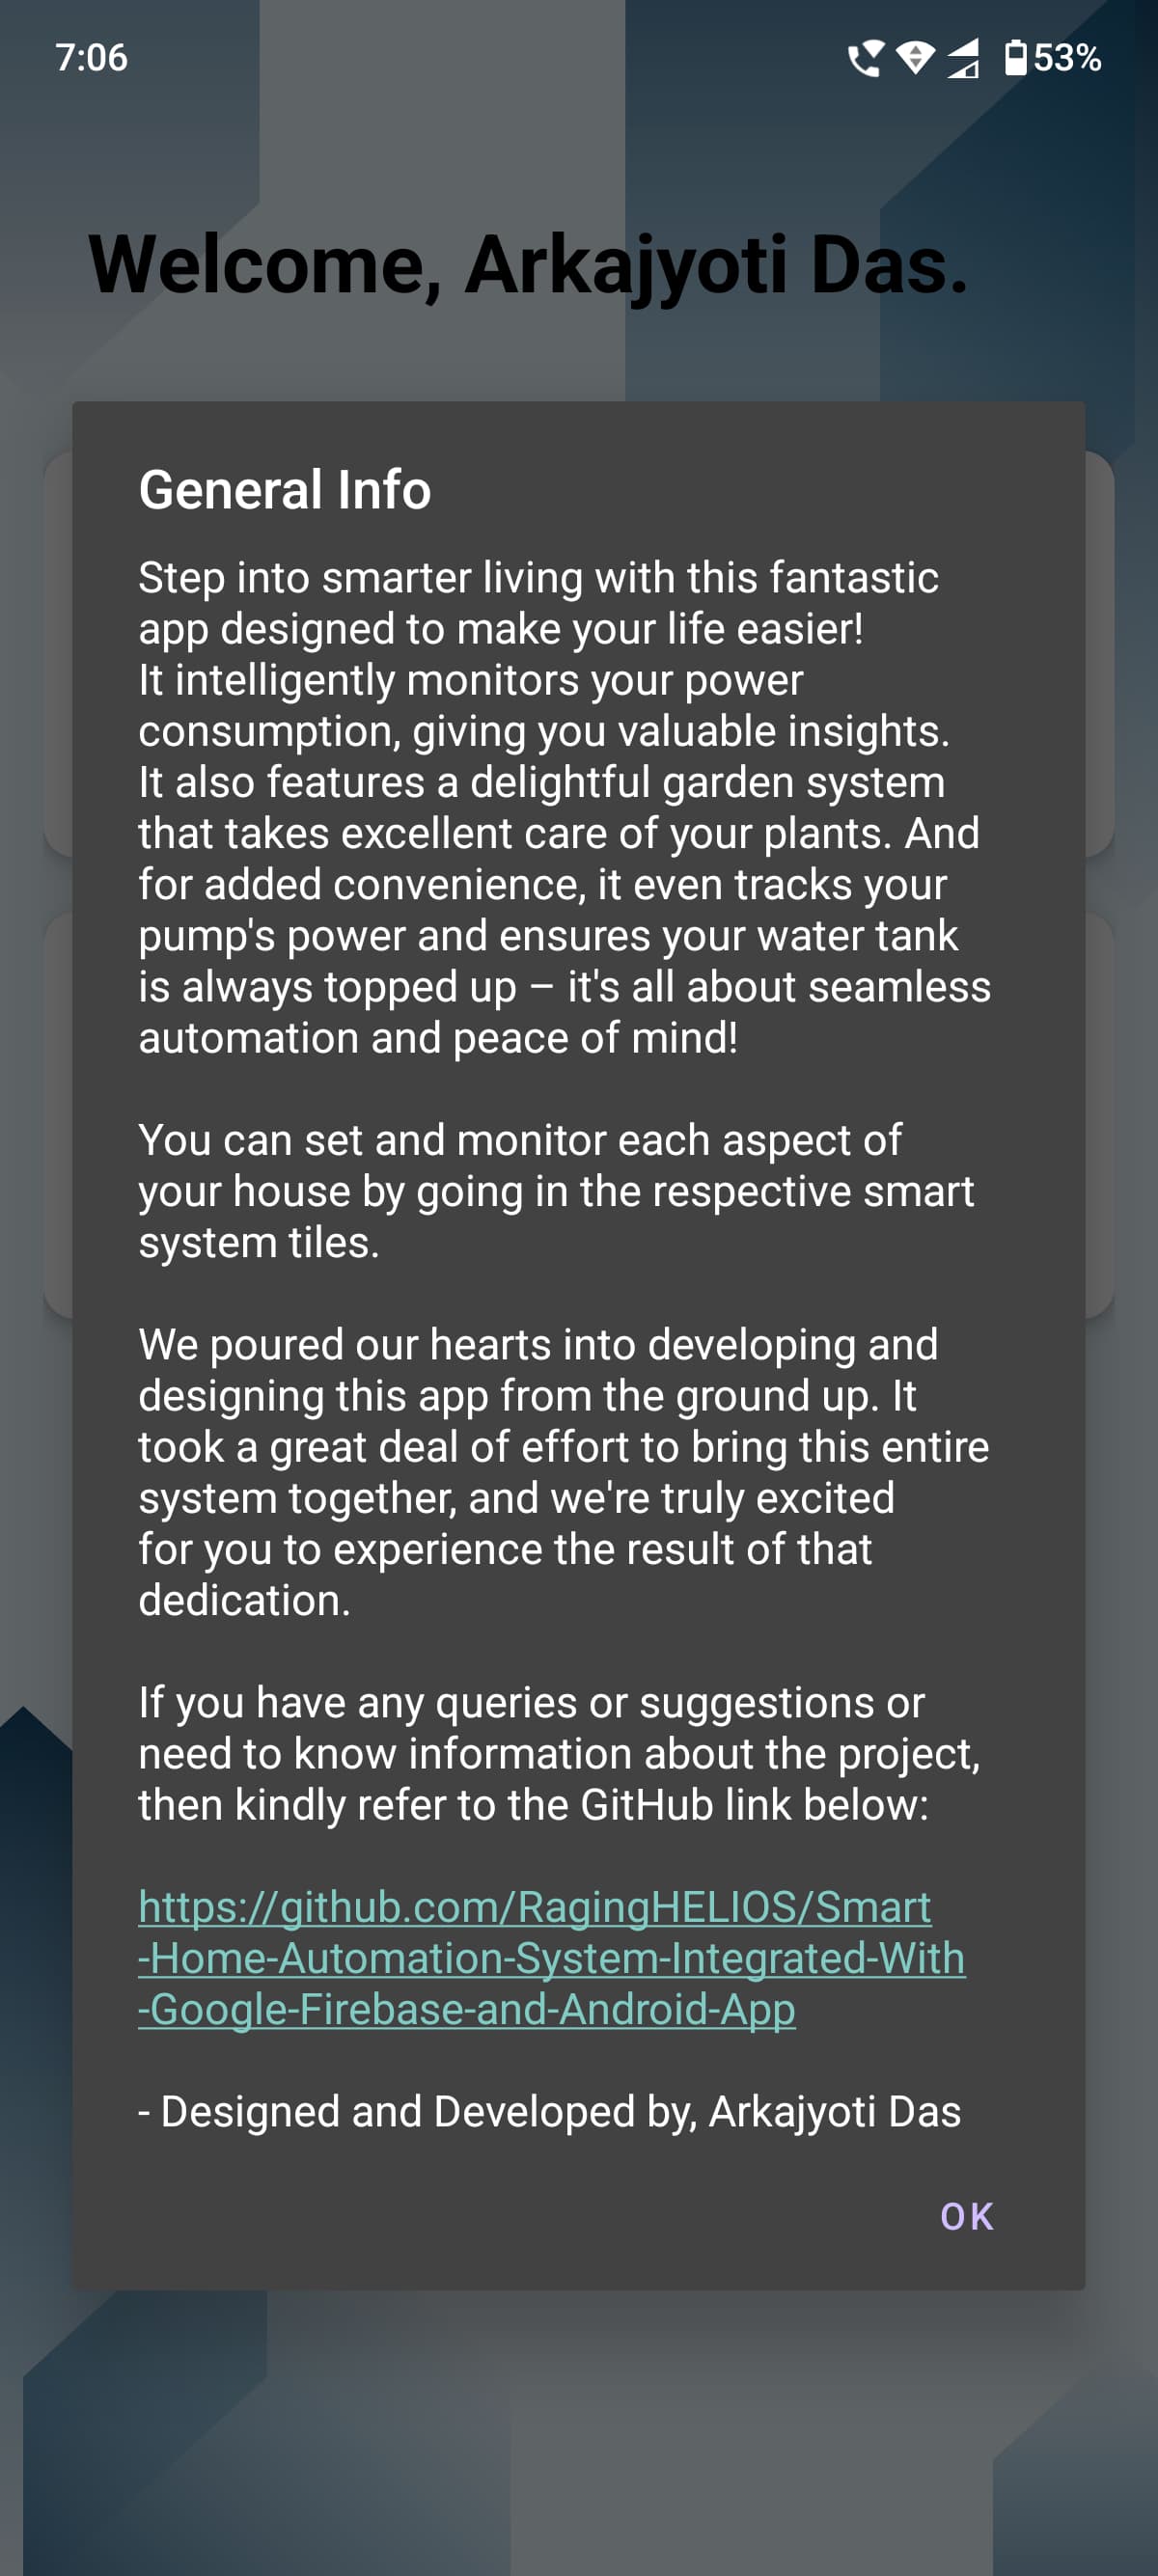 7:06
53%
Welcome, Arkajyoti Das.
General Info
Step into smarter living with this fantastic
app designed to make your life easier!
It intelligently monitors your power
consumption, giving you valuable insights.
It also features a delightful garden system
that takes excellent care of your plants. And
for added convenience, it even tracks your
pump's power and ensures your water tank
is always topped up – it's all about seamless
automation and peace of mind!
You can set and monitor each aspect of
your house by going in the respective smart
system tiles.
We poured our hearts into developing and
designing this app from the ground up. It
took a great deal of effort to bring this entire
system together, and we're truly excited
for you to experience the result of that
dedication.
If you have any queries or suggestions or
need to know information about the project,
then kindly refer to the GitHub link below:
https://github.com/RagingHELIOS/Smart
-Home-Automation-System-Integrated-With
-Google-Firebase-and-Android-App
- Designed and Developed by, Arkajyoti Das
OK